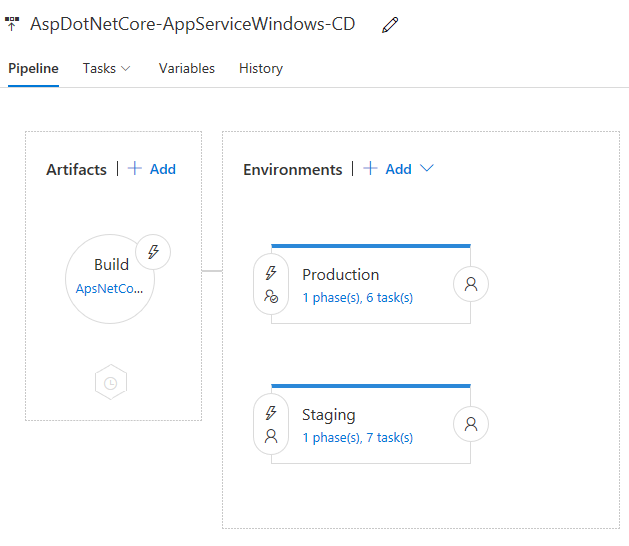 AspDotNetCore-AppServiceWindows-CD
Pipeline Tasks Variables History
Artifacts | + Add
Environments | + Add
Build
ApsNetCo...
Production
1 phase(s), 6 task(s)
Staging
1 phase(s), 7 task(s)